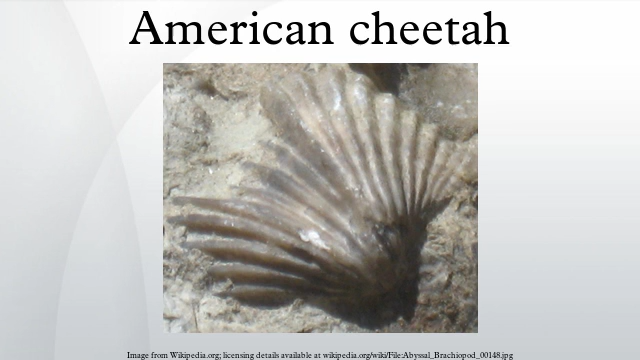 American cheetah
Image from Wikipedia.org; licensing details available at wikipedia.org/wiki/File:Abyssal_Brachiopod_00148.jpg